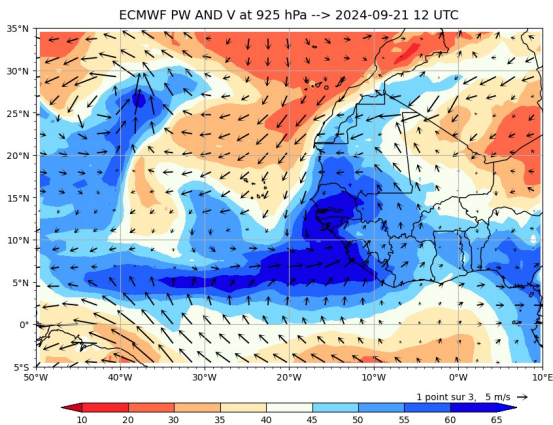 ECMWF PW AND V at 925 hPa --> 2024-09-21 12 UTC
35°N
30°N
25°N
20°N
15°N
10°N
5°N
0°
5°S
50°W 40°W 30°W 20°W 10°W 0°W 10°E
1 point sur 3, 5 m/s
10 20 30 35 40 45 50 55 60 65